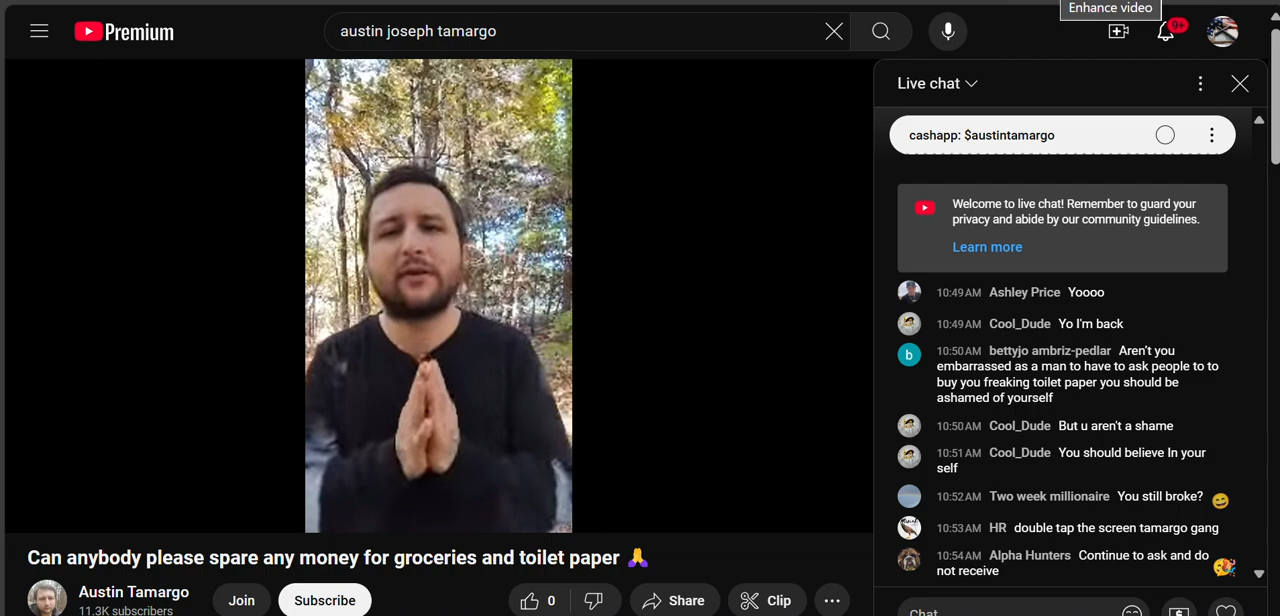 Enhance video
Premium
austin joseph tamargo
9+
Live chat
cashapp: $austintamargo
Welcome to live chat! Remember to guard your
privacy and abide by our community guidelines.
Learn more
10:49 AM Ashley Price Yoooo
10:49 AM Cool_Dude Yo I'm back
b
10:50 AM bettyjo ambriz-pedlar Aren't you
embarrassed as a man to have to ask people to to
buy you freaking toilet paper you should be
ashamed of yourself
10:50 AM Cool_Dude But u aren't a shame
10:51 AM Cool_Dude You should believe In your
self
10:52 AM Two week millionaire You still broke? 😅
10:53 AM HR double tap the screen tamargo gang
10:54 AM Alpha Hunters Continue to ask and do
not receive 🎉
Chat
Can anybody please spare any money for groceries and toilet paper 🙏
Austin Tamargo
11.3K subscribers
Join
Subscribe
0
Share
Clip